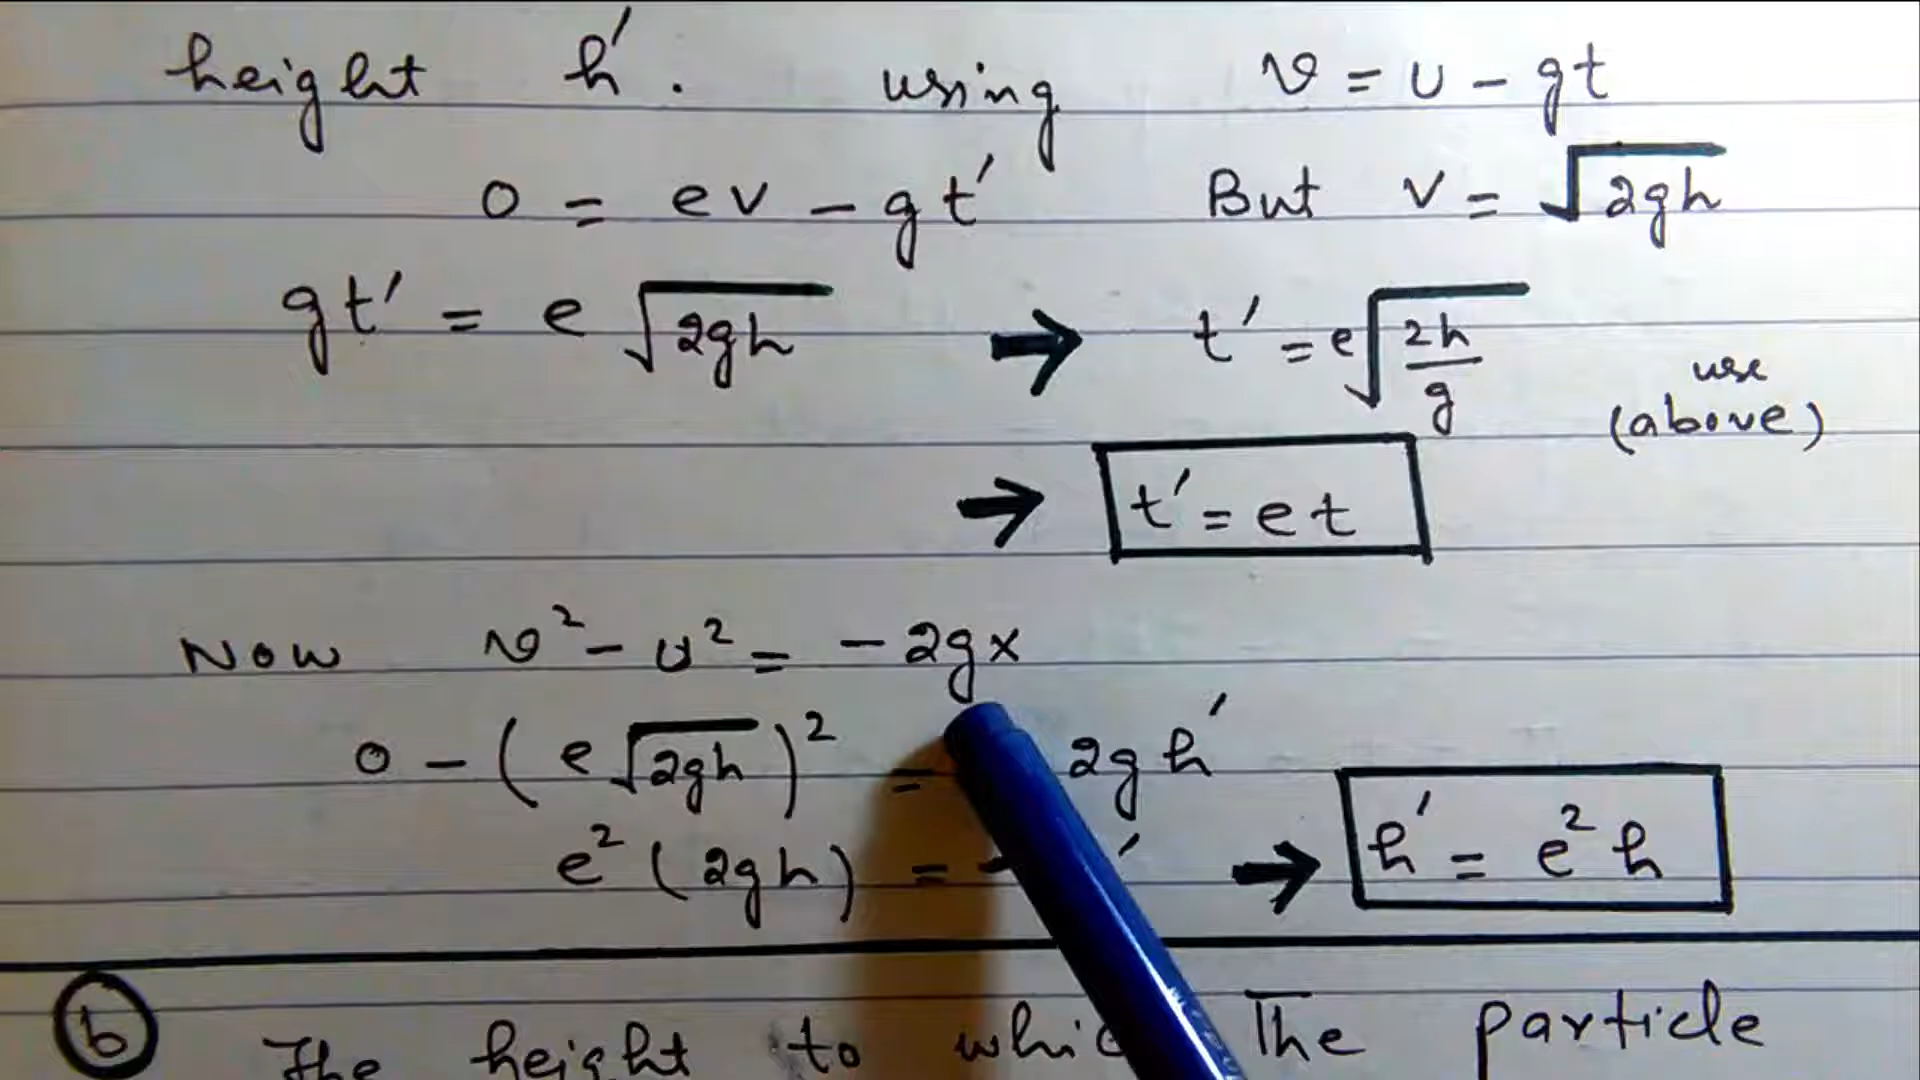 height h′. using v = u - gt
0 = ev - gt′ But v = √2gh
gt′ = e √2gh → t′ = e√(2h/g)
use
(above)
→ t′ = et
Now v² - u² = - 2gx
0 - (e√2gh)² = 2gh′
e² (2gh) = ′ → h′ = e²h
(b) The height to which The particle